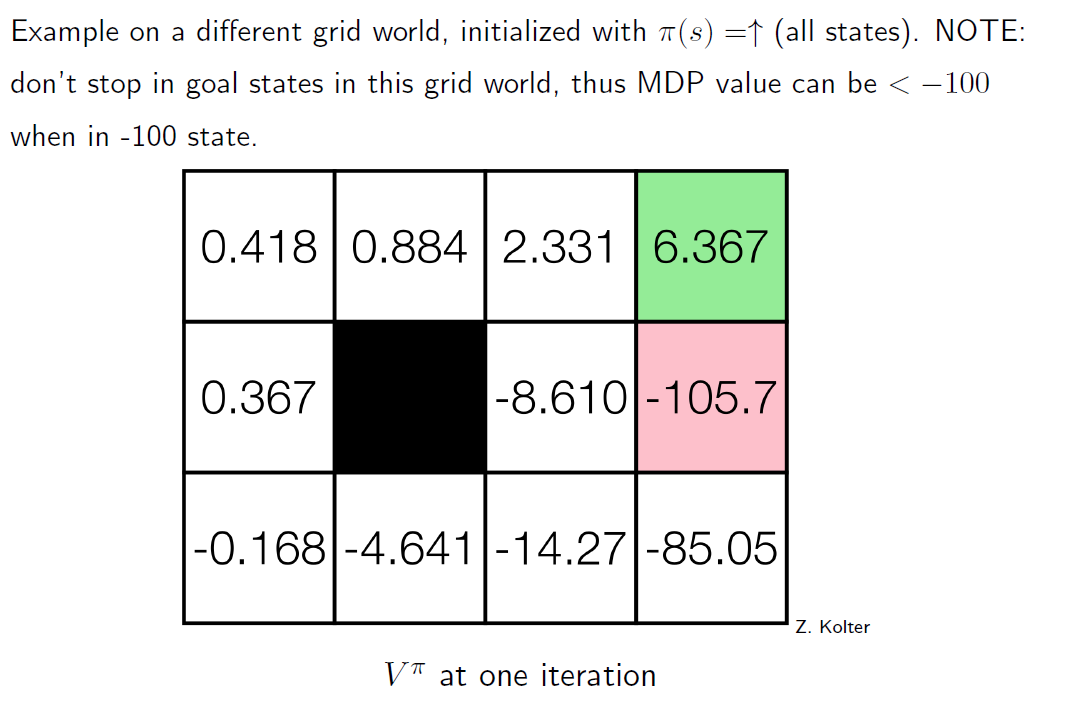 Example on a different grid world, initialized with π(s) =↑ (all states). NOTE:
don't stop in goal states in this grid world, thus MDP value can be < −100
when in -100 state.
0.418 0.884 2.331 6.367
0.367 -8.610 -105.7
-0.168 -4.641 -14.27 -85.05
Z. Kolter
V^π at one iteration